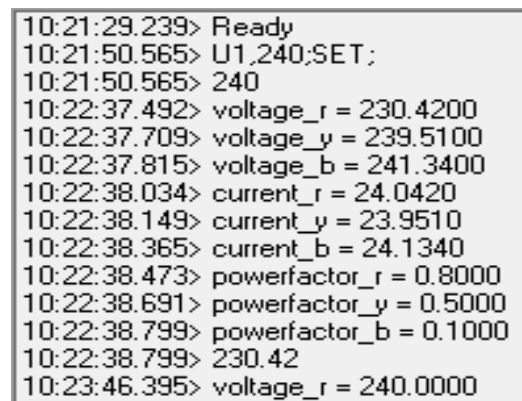 10:21:29.239> Ready
10:21:50.565> U1,240;SET;
10:21:50.565> 240
10:22:37.492> voltage_r = 230.4200
10:22:37.709> voltage_y = 239.5100
10:22:37.815> voltage_b = 241.3400
10:22:38.034> current_r = 24.0420
10:22:38.149> current_y = 23.9510
10:22:38.365> current_b = 24.1340
10:22:38.473> powerfactor_r = 0.8000
10:22:38.691> powerfactor_y = 0.5000
10:22:38.799> powerfactor_b = 0.1000
10:22:38.799> 230.42
10:23:46.395> voltage_r = 240.0000